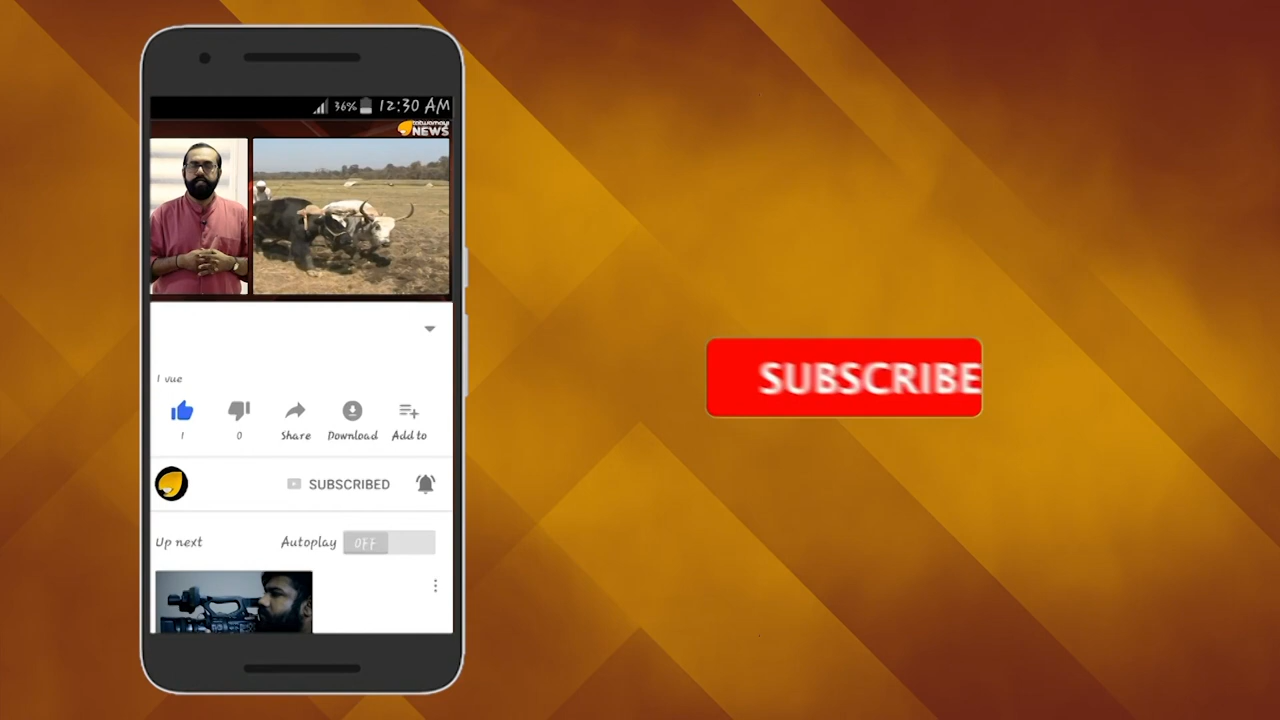 36% 12:30 AM
tatwamayi
NEWS
1 vue
1
0
Share
Download
Add to
SUBSCRIBED
Up next
Autoplay
OFF
SUBSCRIBE